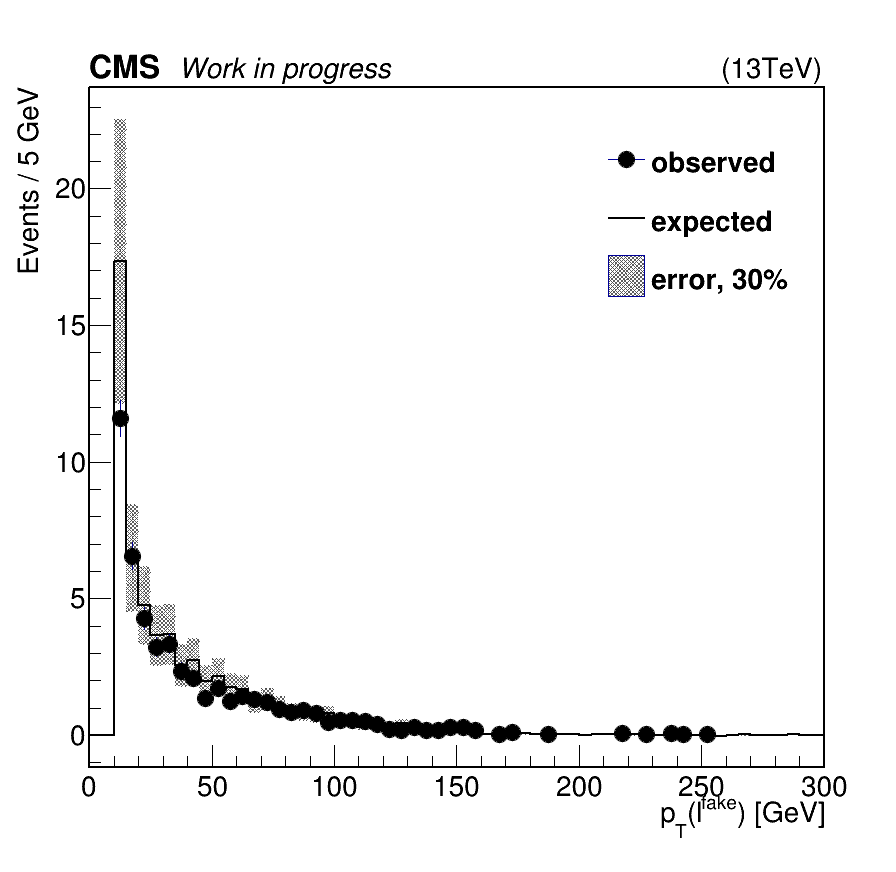 CMS Work in progress (13TeV)
Events / 5 GeV
observed
expected
error, 30%
20
15
10
5
0
0 50 100 150 200 250 300
p_T(l^fake) [GeV]